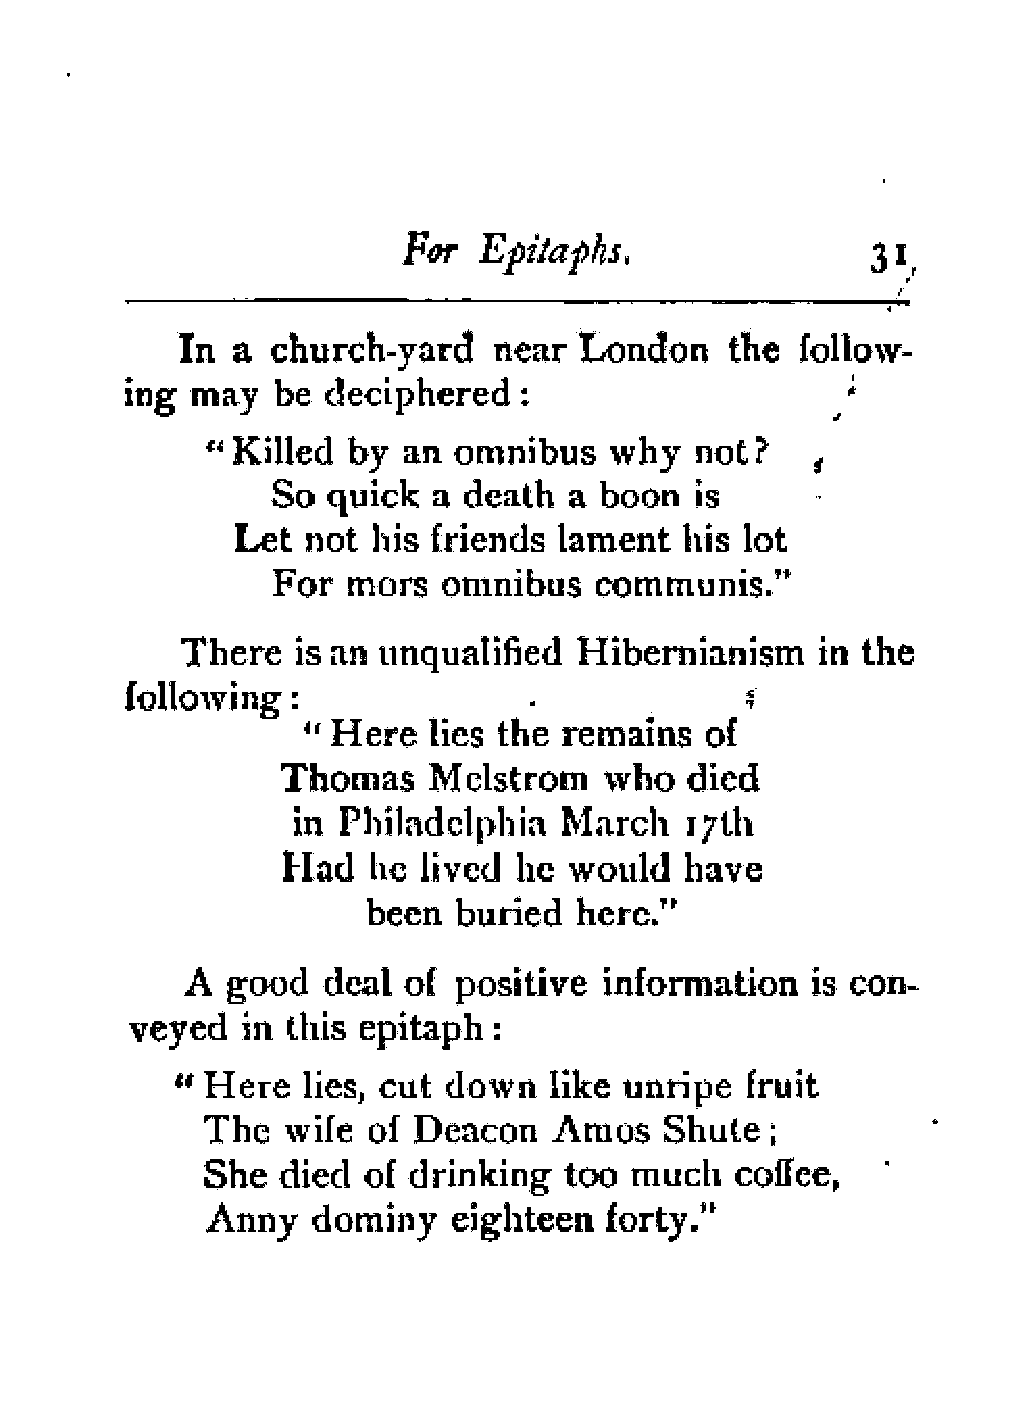 For Epitaphs. 31
In a church-yard near London the follow-
ing may be deciphered :
"Killed by an omnibus why not?
So quick a death a boon is
Let not his friends lament his lot
For mors omnibus communis."
There is an unqualified Hibernianism in the
following :
"Here lies the remains of
Thomas Melstrom who died
in Philadelphia March 17th
Had he lived he would have
been buried here."
A good deal of positive information is con-
veyed in this epitaph :
"Here lies, cut down like unripe fruit
The wife of Deacon Amos Shute ;
She died of drinking too much coffee,
Anny dominy eighteen forty."